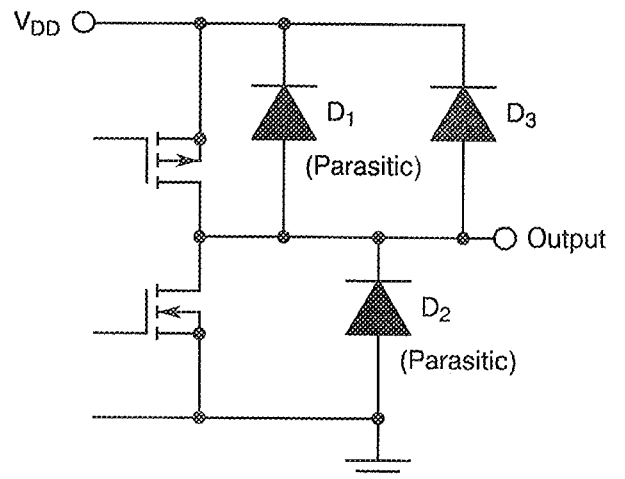 VDD
D1
(Parasitic)
D3
Output
D2
(Parasitic)